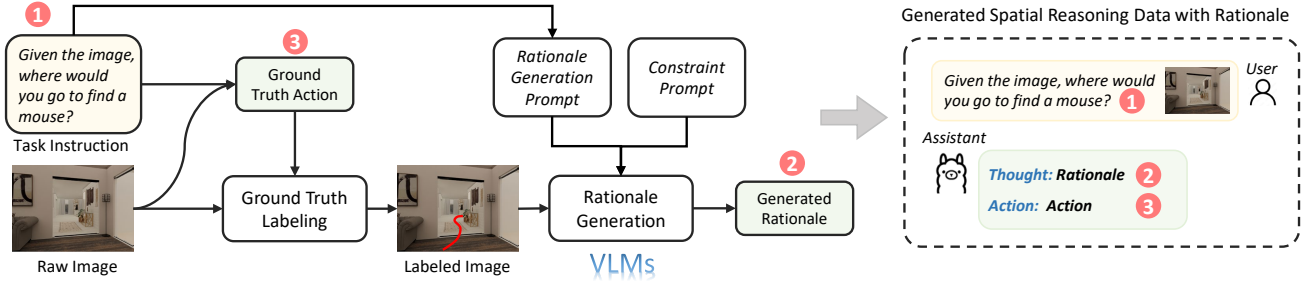 1
Given the image,
where would
you go to find a
mouse?
Task Instruction
Raw Image
3
Ground
Truth Action
Ground Truth
Labeling
Labeled Image
Rationale
Generation
Prompt
Constraint
Prompt
Rationale
Generation
VLMs
2
Generated
Rationale
Generated Spatial Reasoning Data with Rationale
Given the image, where would
you go to find a mouse? 1
User
Assistant
Thought: Rationale 2
Action: Action 3